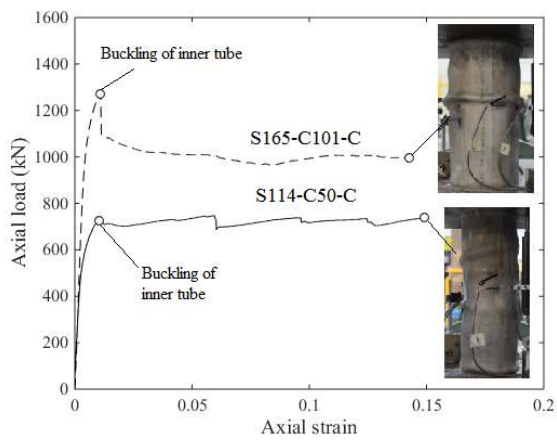 1600
1400
1200
1000
800
600
400
200
0
Axial load (kN)
Buckling of inner tube
S165-C101-C
S114-C50-C
Buckling of
inner tube
0
0.05
0.1
0.15
0.2
Axial strain